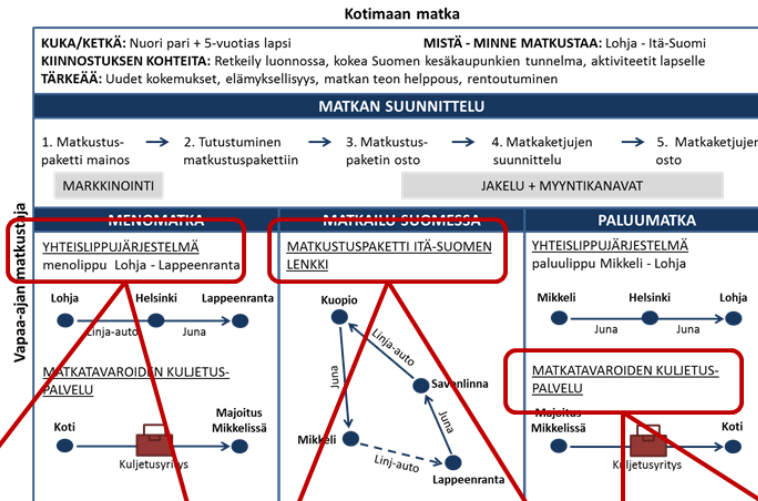 Kotimaan matka
KUKA/KETKÄ: Nuori pari + 5-vuotias lapsi
MISTÄ - MINNE MATKUSTAA: Lohja - Itä-Suomi
KIINNOSTUKSEN KOHTEITA: Retkeily luonnossa, kokea Suomen kesäkaupunkien tunnelma, aktiviteetit lapselle
TÄRKEÄÄ: Uudet kokemukset, elämyksellisyys, matkan teon helppous, rentoutuminen
MATKAN SUUNNITTELU
1. Matkustus-
paketti mainos
2. Tutustuminen
matkustuspakettiin
3. Matkustus-
paketin osto
4. Matkaketjujen
suunnittelu
5. Matkaketjujen
osto
MARKKINOINTI
JAKELU + MYYNTIKANAVAT
Vapaa-ajan matkustaja
MENOMATKA
YHTEISLIPPUJÄRJESTELMÄ
menolippu Lohja - Lappeenranta
Lohja
Helsinki
Lappeenranta
Linja-auto
Juna
MATKATAVAROIDEN KULJETUS-
PALVELU
Koti
Majoitus
Mikkelissä
Kuljetusyritys
MATKAILU SUOMESSA
MATKUSTUSPAKETTI ITÄ-SUOMEN
LENKKI
Kuopio
Linja-auto
Juna
Savonlinna
Juna
Mikkeli
Linj-auto
Lappeenranta
PALUUMATKA
YHTEISLIPPUJÄRJESTELMÄ
paluulippu Mikkeli - Lohja
Mikkeli
Helsinki
Lohja
Juna
Juna
MATKATAVAROIDEN KULJETUS-
PALVELU
Majoitus
Mikkelissä
Koti
Kuljetusyritys